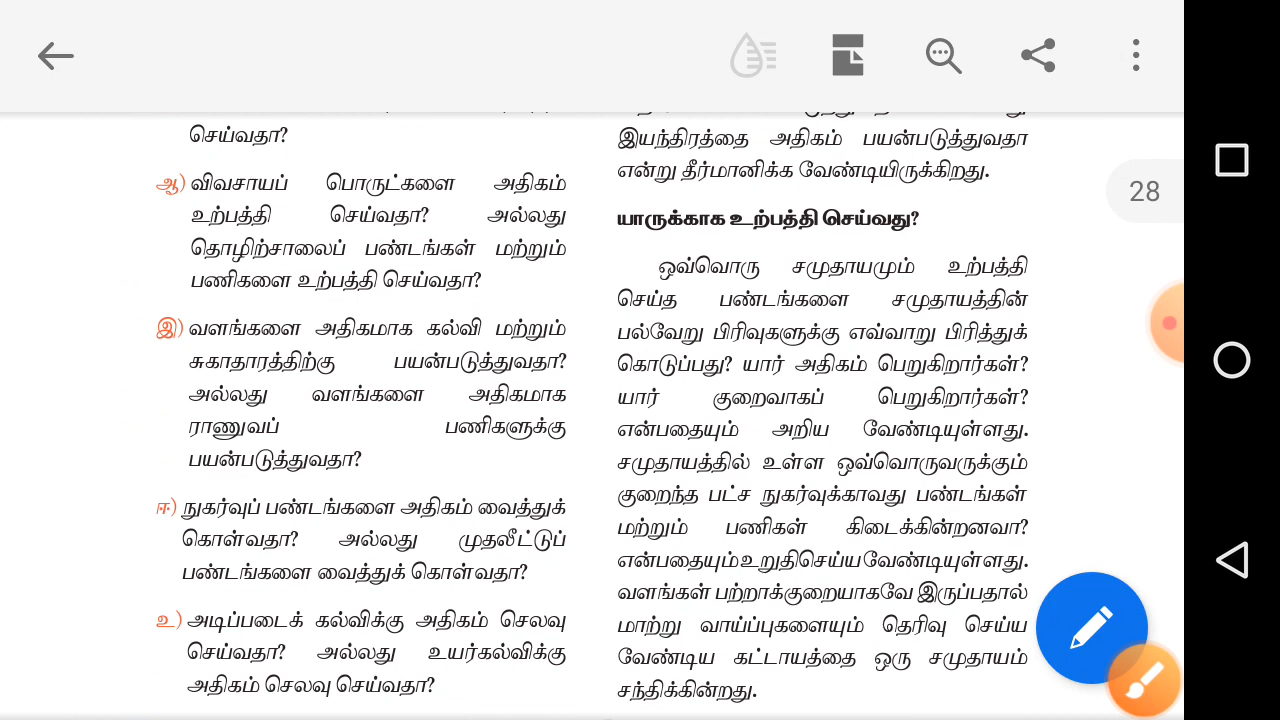 28
செய்வதா?
ஆ) விவசாயப் பொருட்களை அதிகம்
உற்பத்தி செய்வதா? அல்லது
தொழிற்சாலைப் பண்டங்கள் மற்றும்
பணிகளை உற்பத்தி செய்வதா?
இ) வளங்களை அதிகமாக கல்வி மற்றும்
சுகாதாரத்திற்கு பயன்படுத்துவதா?
அல்லது வளங்களை அதிகமாக
ராணுவப் பணிகளுக்கு
பயன்படுத்துவதா?
ஈ) நுகர்வுப் பண்டங்களை அதிகம் வைத்துக்
கொள்வதா? அல்லது முதலீட்டுப்
பண்டங்களை வைத்துக் கொள்வதா?
உ) அடிப்படைக் கல்விக்கு அதிகம் செலவு
செய்வதா? அல்லது உயர்கல்விக்கு
அதிகம் செலவு செய்வதா?
இயந்திரத்தை அதிகம் பயன்படுத்துவதா
என்று தீர்மானிக்க வேண்டியிருக்கிறது.
யாருக்காக உற்பத்தி செய்வது?
ஒவ்வொரு சமுதாயமும் உற்பத்தி
செய்த பண்டங்களை சமுதாயத்தின்
பல்வேறு பிரிவுகளுக்கு எவ்வாறு பிரித்துக்
கொடுப்பது? யார் அதிகம் பெறுகிறார்கள்?
யார் குறைவாகப் பெறுகிறார்கள்?
என்பதையும் அறிய வேண்டியுள்ளது.
சமுதாயத்தில் உள்ள ஒவ்வொருவருக்கும்
குறைந்த பட்ச நுகர்வுக்காவது பண்டங்கள்
மற்றும் பணிகள் கிடைக்கின்றனவா?
என்பதையும் உறுதிசெய்ய வேண்டியுள்ளது.
வளங்கள் பற்றாக்குறையாகவே இருப்பதால்
மாற்று வாய்ப்புகளையும் தெரிவு செய்ய
வேண்டிய கட்டாயத்தை ஒரு சமுதாயம்
சந்திக்கின்றது.